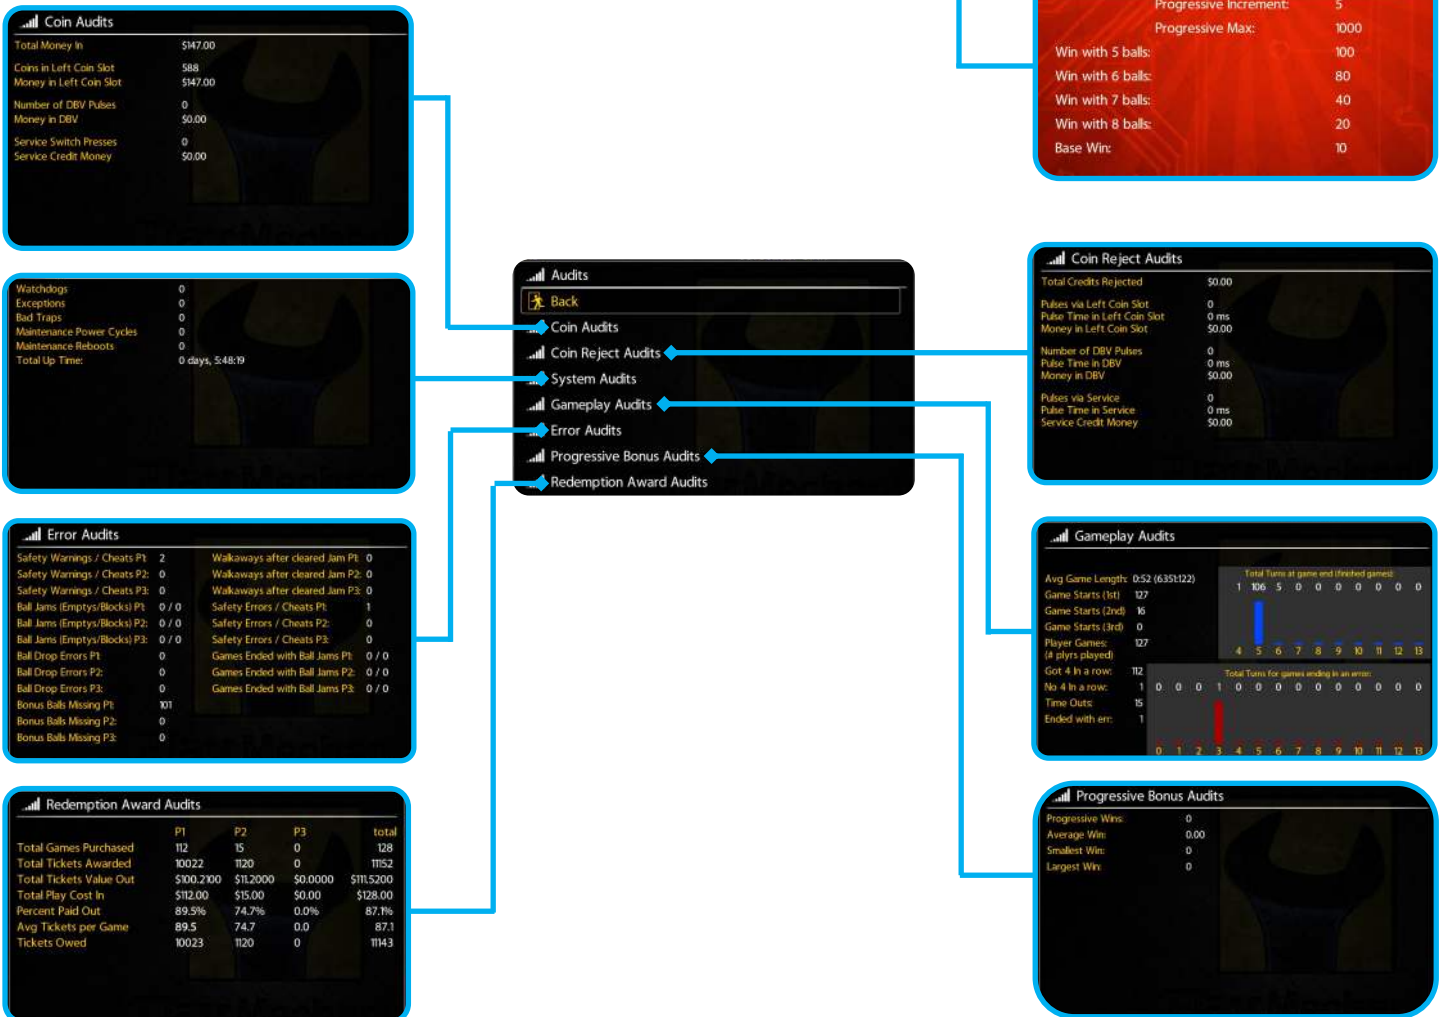 Coin Audits
Total Money In $147.00
Coins in Left Coin Slot 588
Money in Left Coin Slot $147.00
Number of DBV Pulses 0
Money in DBV $0.00
Service Switch Presses 0
Service Credit Money $0.00
Progressive Increment: 5
Progressive Max: 1000
Win with 5 balls: 100
Win with 6 balls: 80
Win with 7 balls: 40
Win with 8 balls: 20
Base Win: 10
Watchdogs 0
Exceptions 0
Bad Traps 0
Maintenance Power Cycles 0
Maintenance Reboots 0
Total Up Time: 0 days, 5:48:19
Audits
Back
Coin Audits
Coin Reject Audits
System Audits
Gameplay Audits
Error Audits
Progressive Bonus Audits
Redemption Award Audits
Coin Reject Audits
Total Credits Rejected $0.00
Pulses via Left Coin Slot 0
Pulse Time in Left Coin Slot 0 ms
Money in Left Coin Slot $0.00
Number of DBV Pulses 0
Pulse Time in DBV 0 ms
Money in DBV $0.00
Pulses via Service 0
Pulse Time in Service 0 ms
Service Credit Money $0.00
Error Audits
Safety Warnings / Cheats P1: 2 Walkaways after cleared Jam P1: 0
Safety Warnings / Cheats P2: 0 Walkaways after cleared Jam P2: 0
Safety Warnings / Cheats P3: 0 Walkaways after cleared Jam P3: 0
Ball Jams (Emptys/Blocks) P1: 0 / 0 Safety Errors / Cheats P1: 1
Ball Jams (Emptys/Blocks) P2: 0 / 0 Safety Errors / Cheats P2: 0
Ball Jams (Emptys/Blocks) P3: 0 / 0 Safety Errors / Cheats P3: 0
Ball Drop Errors P1: 0 Games Ended with Ball Jams P1: 0 / 0
Ball Drop Errors P2: 0 Games Ended with Ball Jams P2: 0 / 0
Ball Drop Errors P3: 0 Games Ended with Ball Jams P3: 0 / 0
Bonus Balls Missing P1: 101
Bonus Balls Missing P2: 0
Bonus Balls Missing P3: 0
Gameplay Audits
Avg Game Length: 0:52 (6351:122)
Game Starts (1st) 127
Game Starts (2nd) 16
Game Starts (3rd) 0
Player Games: 127
(# plyrs played)
Got 4 In a row: 112
No 4 In a row: 1
Time Outs: 15
Ended with err: 1
Total Turns at game end (finished games):
1 106 5 0 0 0 0 0 0 0
4 5 6 7 8 9 10 11 12 13
Total Turns for games ending in an error:
0 0 0 1 0 0 0 0 0 0 0 0 0 0
0 1 2 3 4 5 6 7 8 9 10 11 12 13
Redemption Award Audits
P1 P2 P3 total
Total Games Purchased 112 15 0 128
Total Tickets Awarded 10022 1120 0 11152
Total Tickets Value Out $100.2100 $11.2000 $0.0000 $111.5200
Total Play Cost In $112.00 $15.00 $0.00 $128.00
Percent Paid Out 89.5% 74.7% 0.0% 87.1%
Avg Tickets per Game 89.5 74.7 0.0 87.1
Tickets Owed 10023 1120 0 11143
Progressive Bonus Audits
Progressive Wins: 0
Average Win: 0.00
Smallest Win: 0
Largest Win: 0